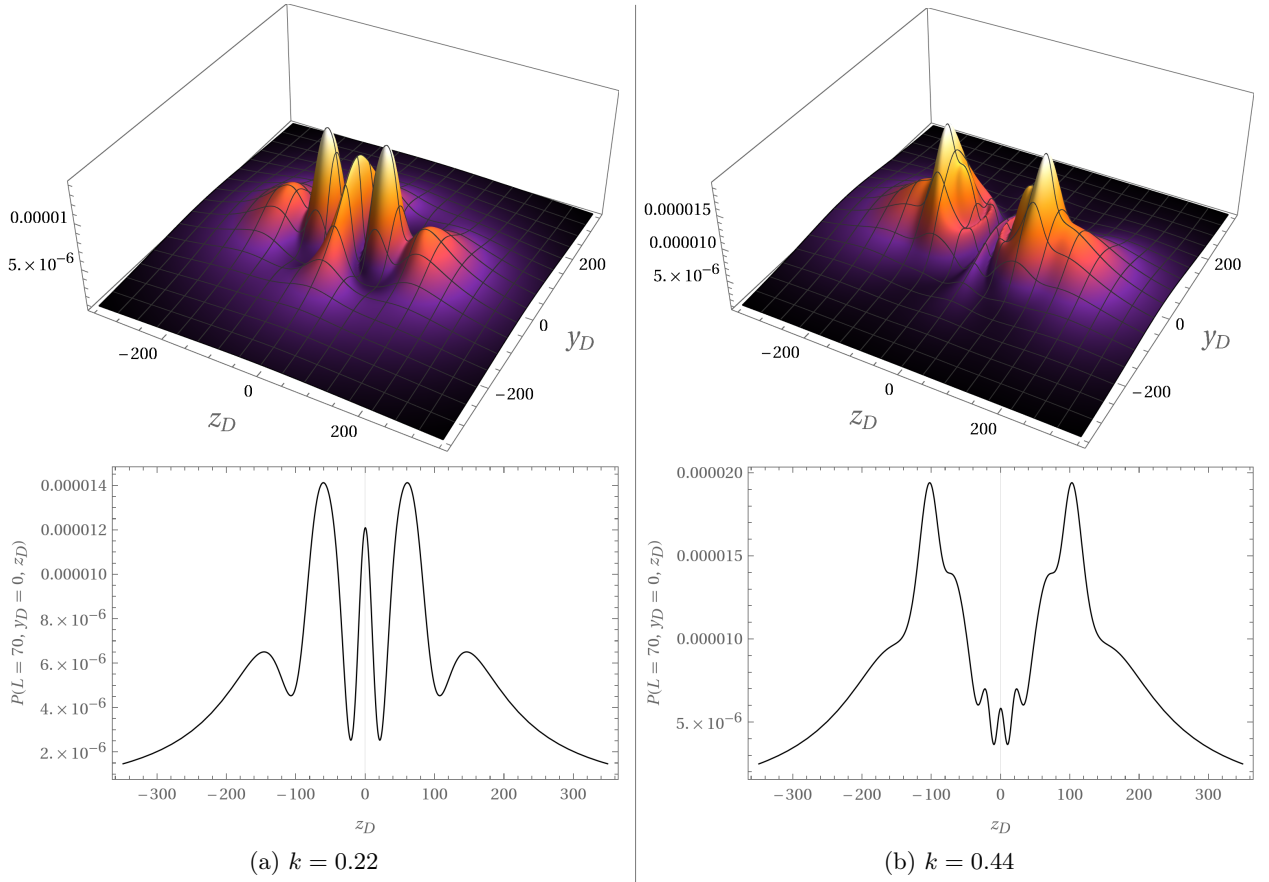 0.00001
5.×10⁻⁶
−200
0
200
z_D
200
0
−200
y_D
0.000015
0.000010
5.×10⁻⁶
−200
0
200
z_D
200
0
−200
y_D
P(L = 70, y_D = 0, z_D)
0.000014
0.000012
0.000010
8.×10⁻⁶
6.×10⁻⁶
4.×10⁻⁶
2.×10⁻⁶
−300 −200 −100 0 100 200 300
z_D
(a) k = 0.22
P(L = 70, y_D = 0, z_D)
0.000020
0.000015
0.000010
5.×10⁻⁶
−300 −200 −100 0 100 200 300
z_D
(b) k = 0.44